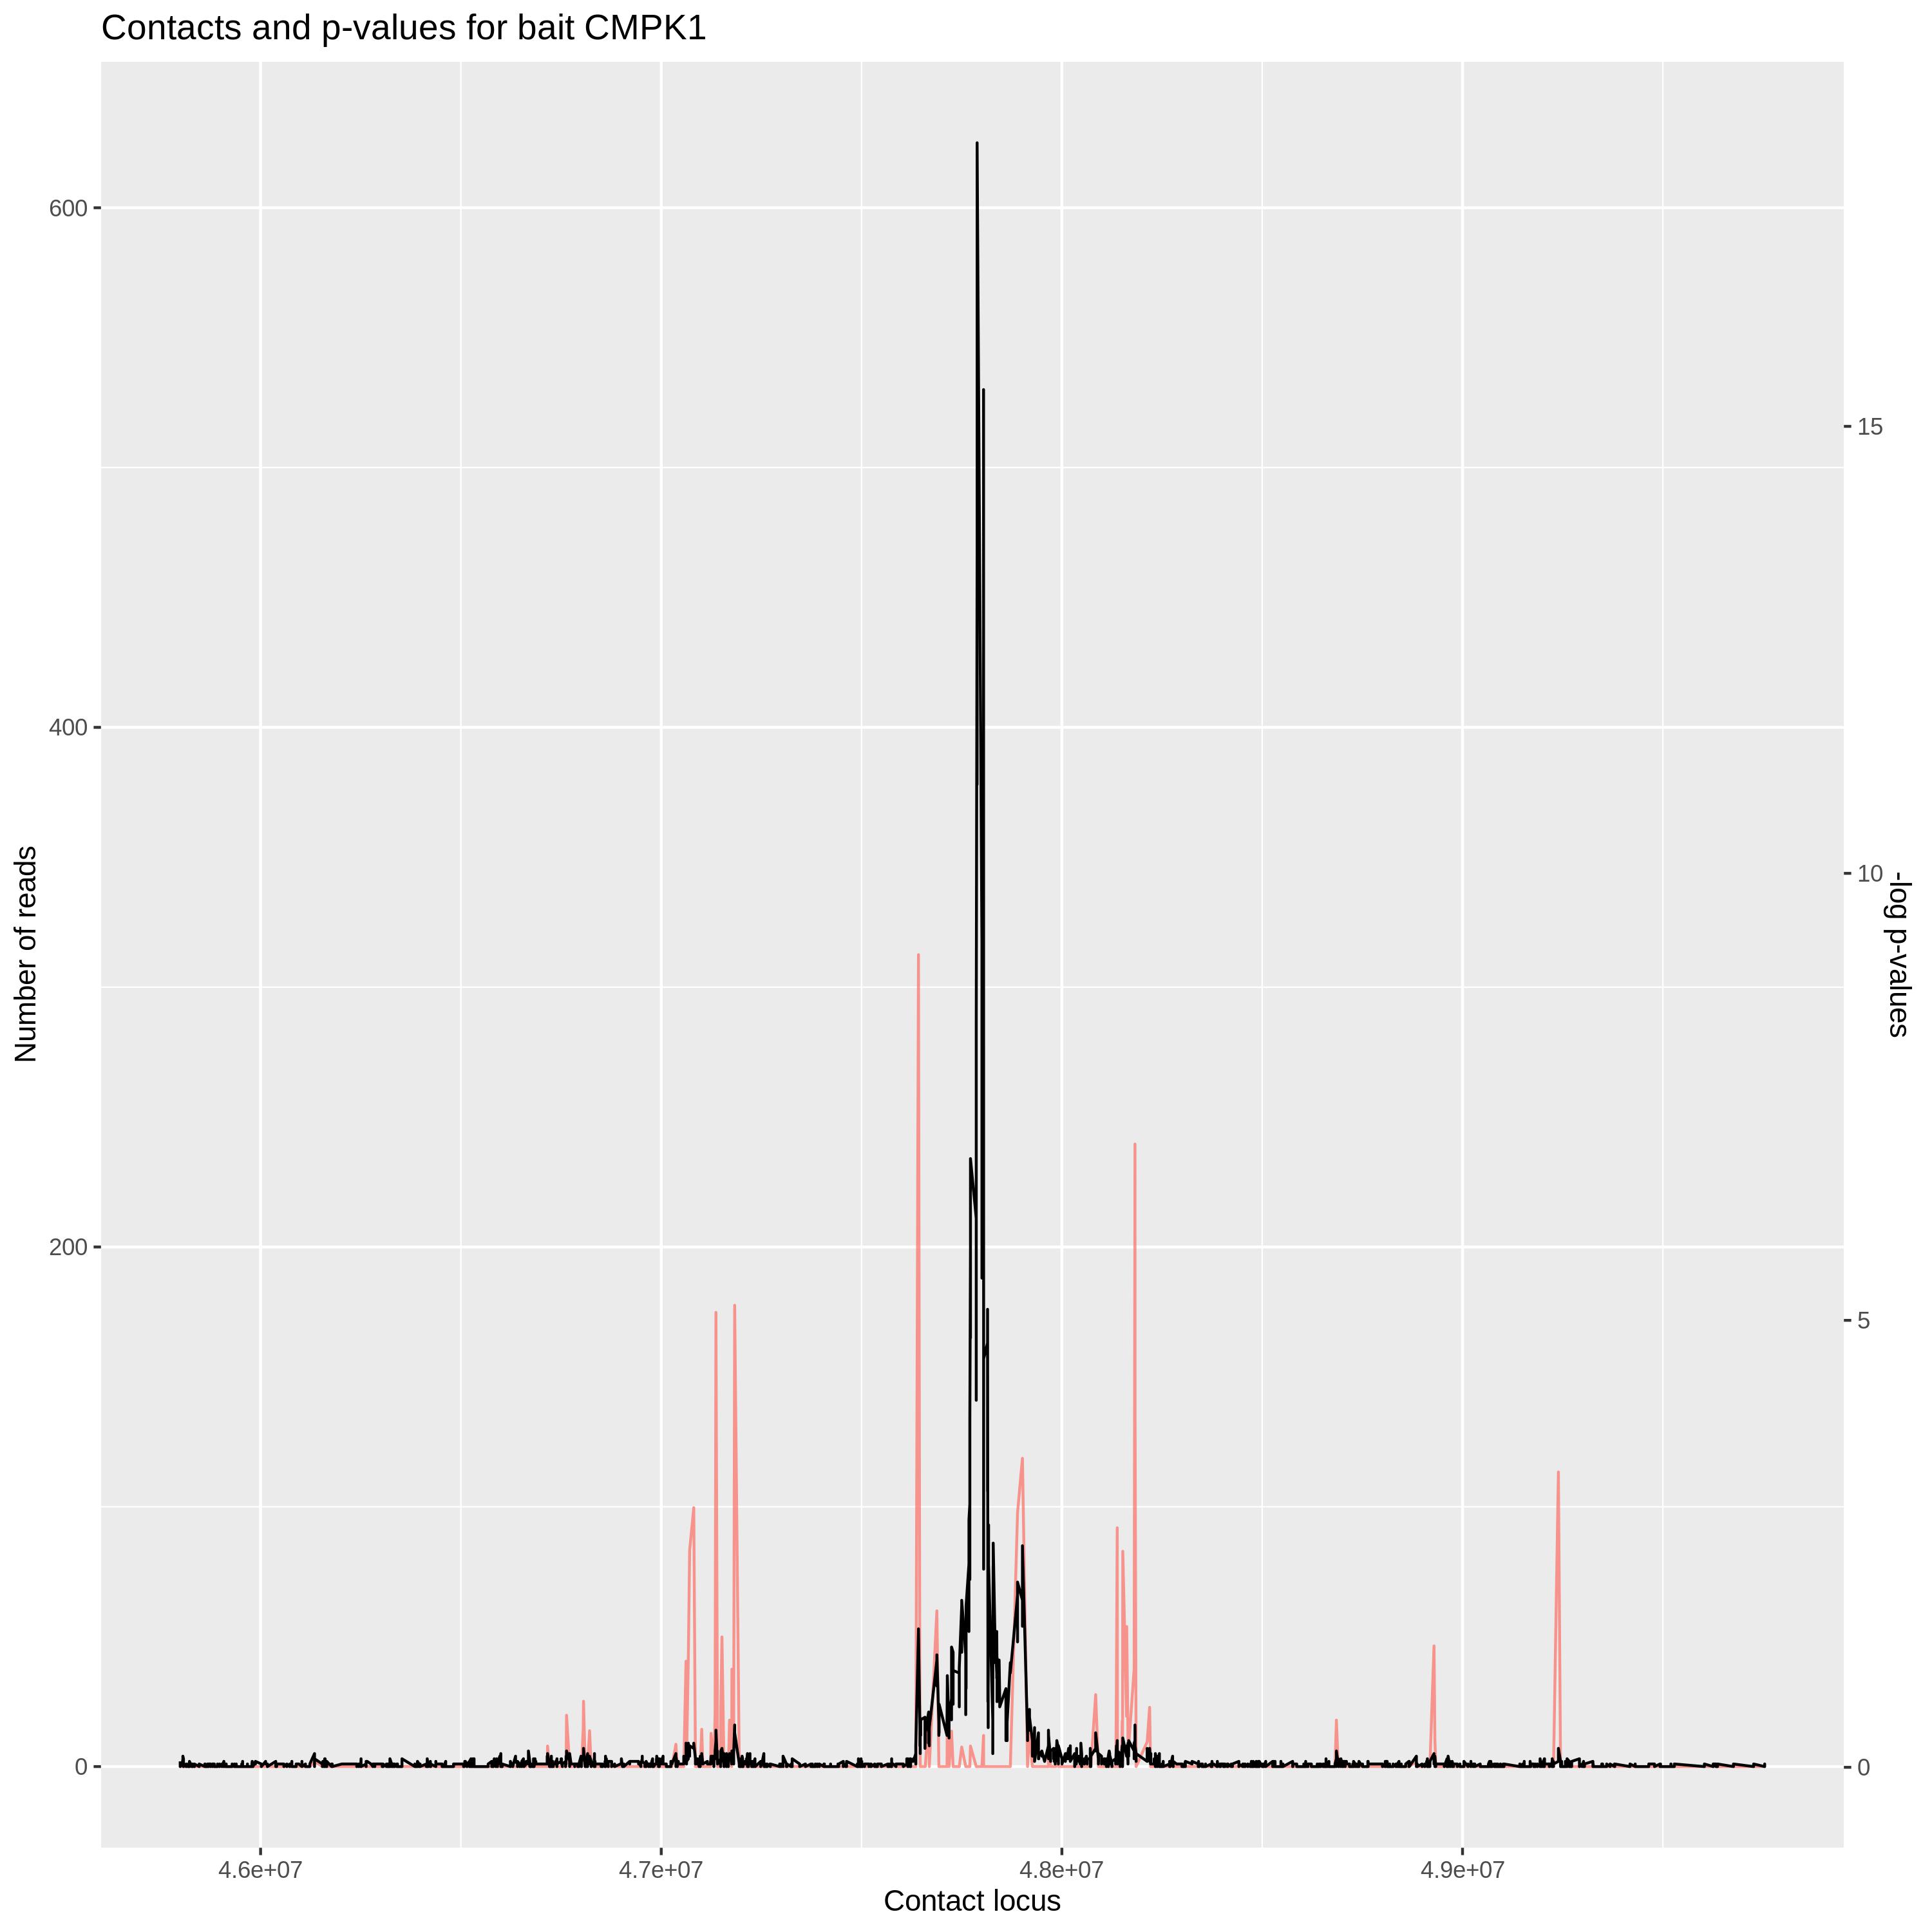 Contacts and p-values for bait CMPK1
600
400
200
0
Number of reads
15
10
5
0
-log p-values
4.6e+07
4.7e+07
4.8e+07
4.9e+07
Contact locus